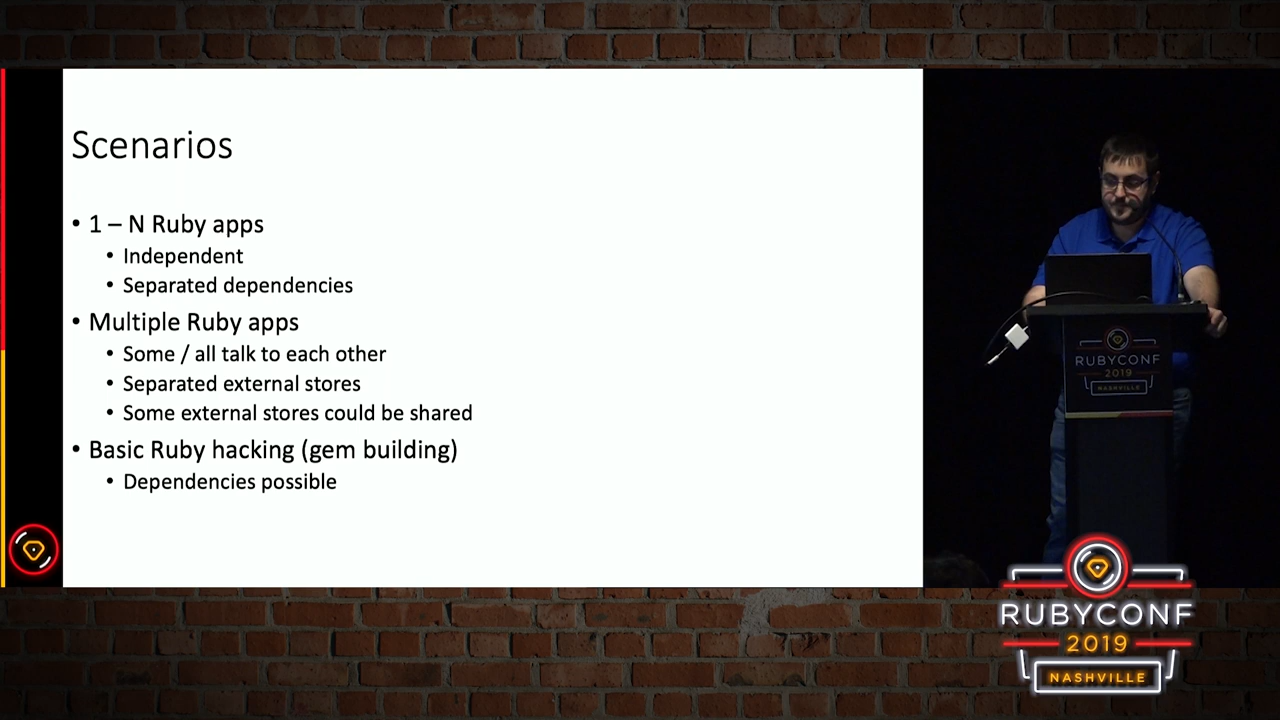 Scenarios
• 1 – N Ruby apps
• Independent
• Separated dependencies
• Multiple Ruby apps
• Some / all talk to each other
• Separated external stores
• Some external stores could be shared
• Basic Ruby hacking (gem building)
• Dependencies possible
RUBYCONF
2019
NASHVILLE
RUBYCONF
2019
NASHVILLE